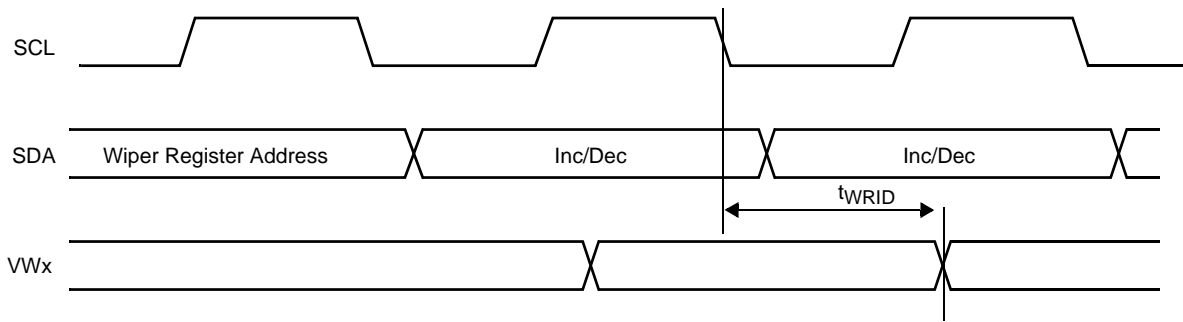 SCL
SDA
Wiper Register Address
Inc/Dec
Inc/Dec
tWRID
VWx